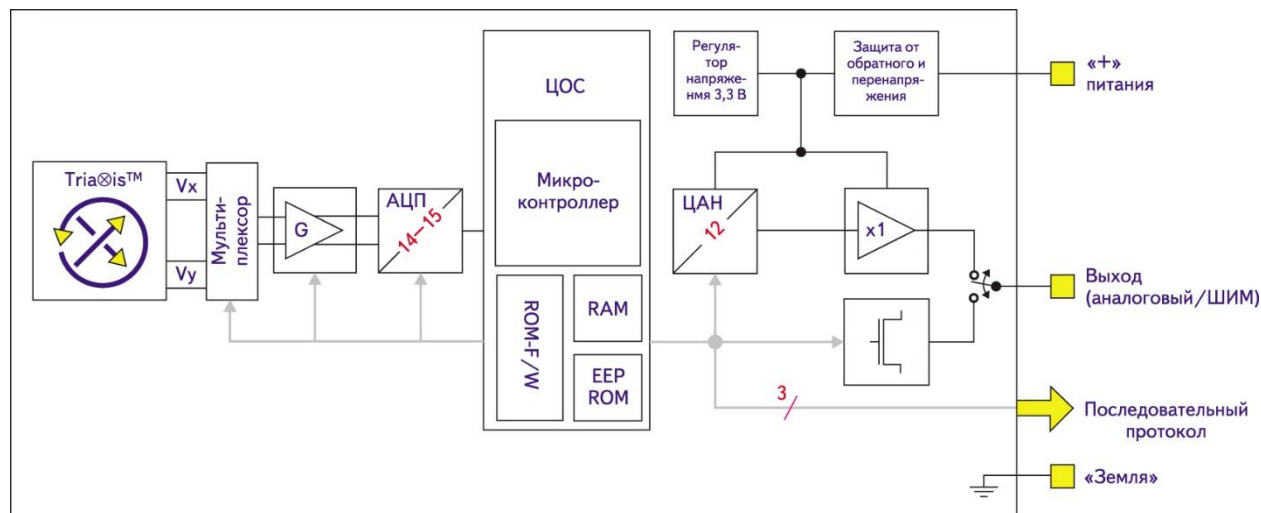 Tria⊗is™
Vx
Vy
Мульти-
плексор
G
АЦП
14—15
ЦОС
Микро-
контроллер
ROM-F/W
RAM
EEP
ROM
Регуля-
тор
напряже-
нмя 3,3 В
Защита от
обратного и
перенапря-
жения
ЦАН
12
x1
3
«+»
питания
Выход
(аналоговый/ШИМ)
Последовательный
протокол
«Земля»